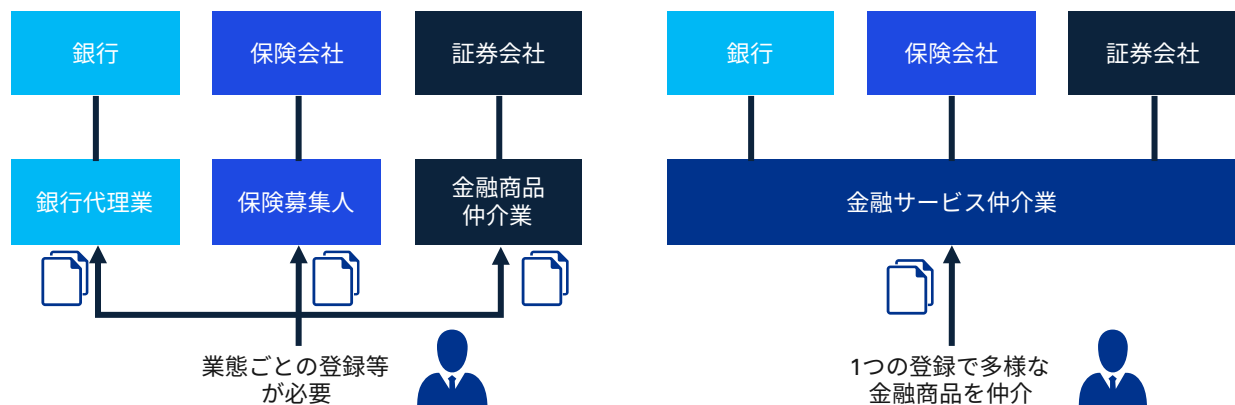 銀行
保険会社
証券会社
銀行代理業
保険募集人
金融商品
仲介業
業態ごとの登録等
が必要
銀行
保険会社
証券会社
金融サービス仲介業
1つの登録で多様な
金融商品を仲介